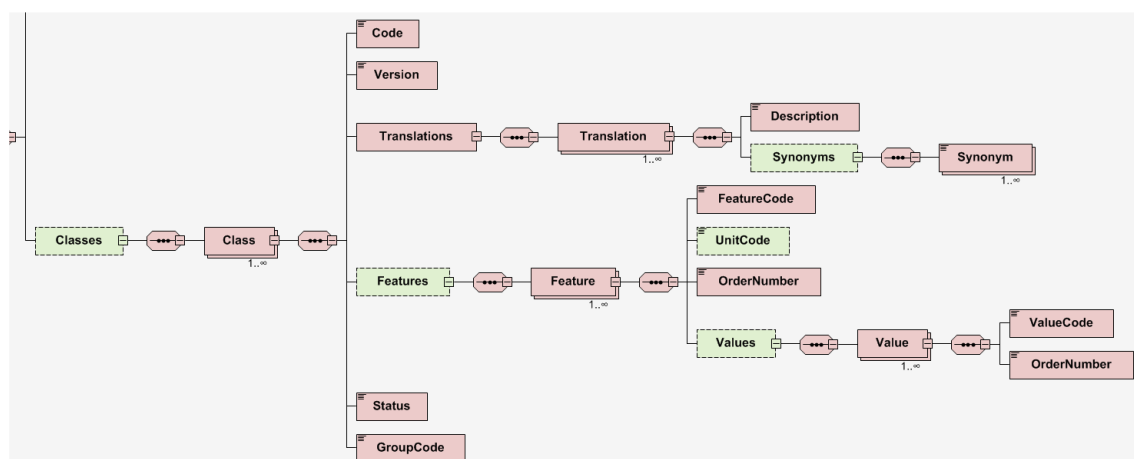 Code
Version
Translations
Translation
1..∞
Description
Synonyms
Synonym
1..∞
Classes
Class
1..∞
Features
Feature
1..∞
FeatureCode
UnitCode
OrderNumber
Values
Value
1..∞
ValueCode
OrderNumber
Status
GroupCode